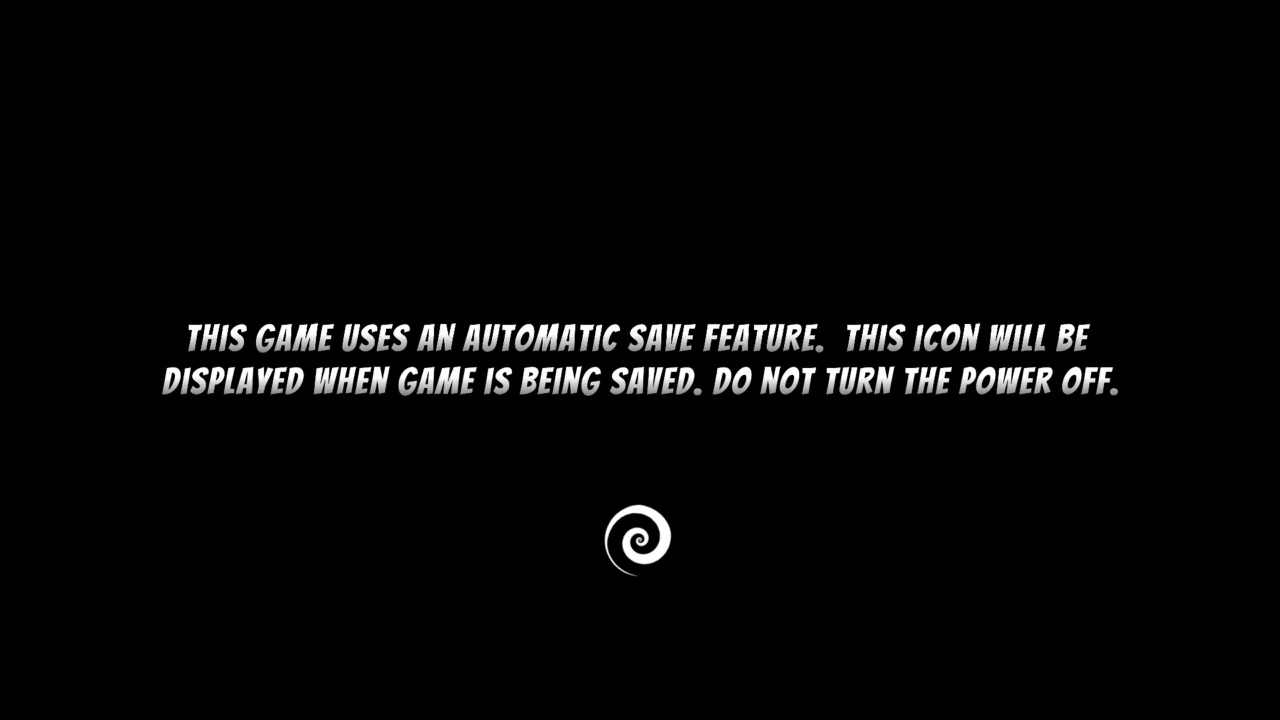 THIS GAME USES AN AUTOMATIC SAVE FEATURE.  THIS ICON WILL BE
DISPLAYED WHEN GAME IS BEING SAVED. DO NOT TURN THE POWER OFF.